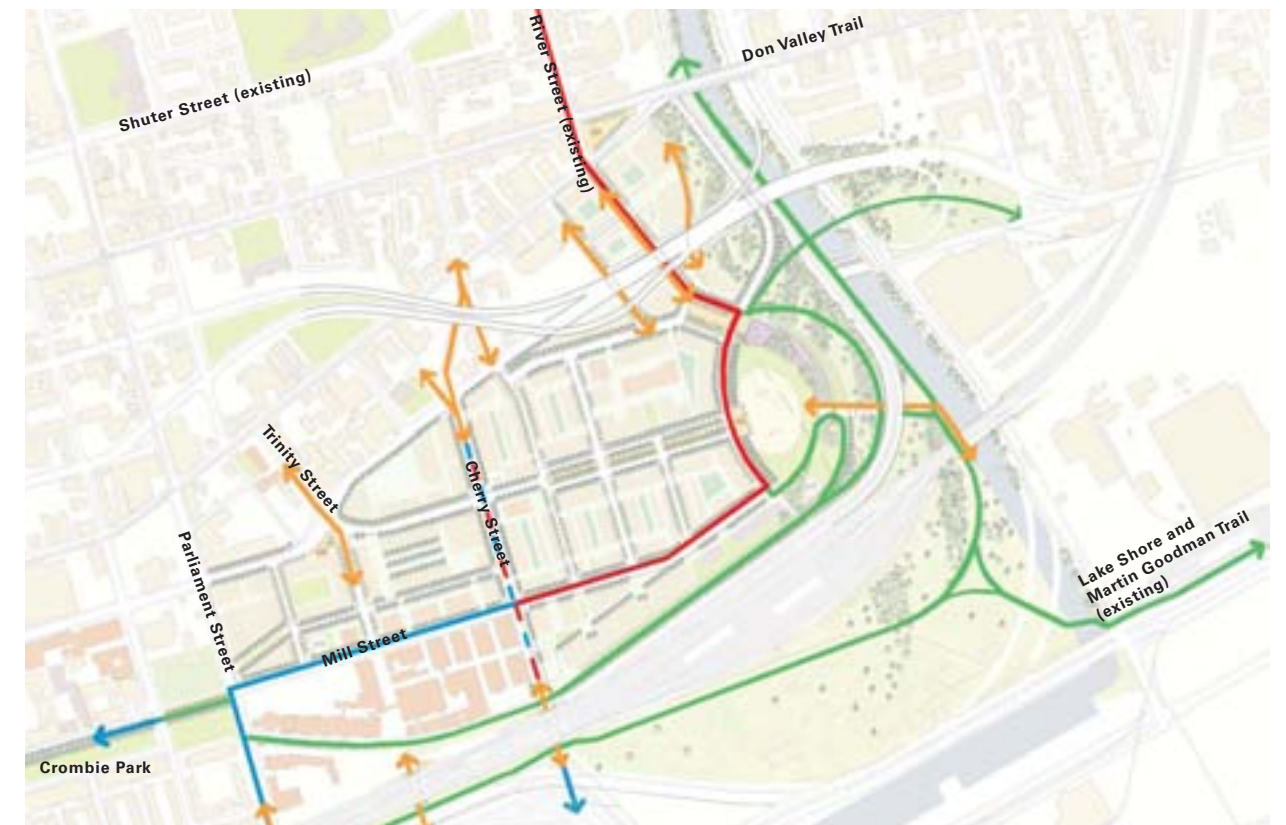 Don Valley Trail
River Street (existing)
Shuter Street (existing)
Trinity Street
Cherry Street
Parliament Street
Lake Shore and
Martin Goodman Trail
(existing)
Mill Street
Crombie Park